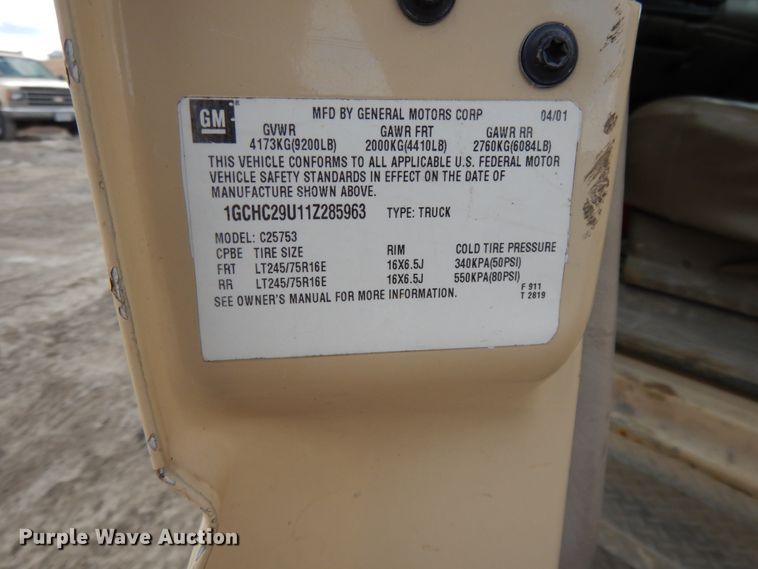 GM
MFD BY GENERAL MOTORS CORP 04/01
GVWR GAWR FRT GAWR RR
4173KG(9200LB) 2000KG(4410LB) 2760KG(6084LB)
THIS VEHICLE CONFORMS TO ALL APPLICABLE U.S. FEDERAL MOTOR
VEHICLE SAFETY STANDARDS IN EFFECT ON THE DATE OF
MANUFACTURE SHOWN ABOVE.
1GCHC29U11Z285963 TYPE: TRUCK
MODEL: C25753
CPBE TIRE SIZE RIM COLD TIRE PRESSURE
FRT LT245/75R16E 16X6.5J 340KPA(50PSI)
RR LT245/75R16E 16X6.5J 550KPA(80PSI)
SEE OWNER'S MANUAL FOR MORE INFORMATION.
F 911
T 2819
Purple Wave Auction